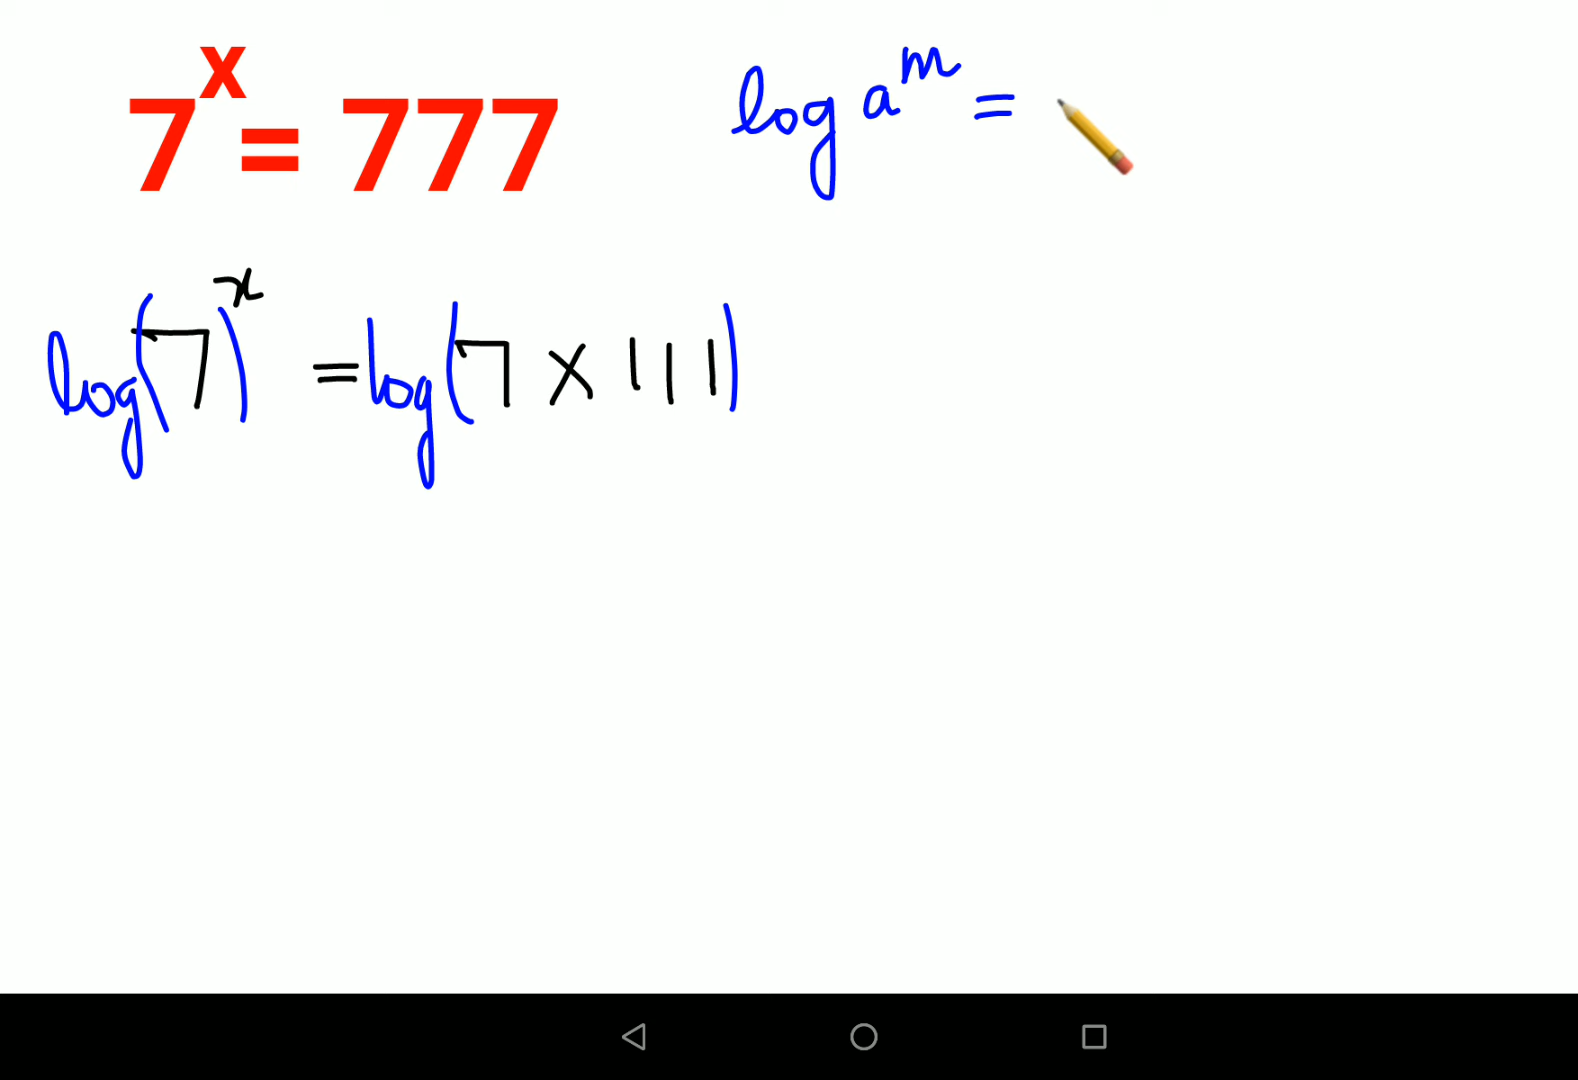 7^x = 777
log a^m =
log(7)^x = log(7 x 111)